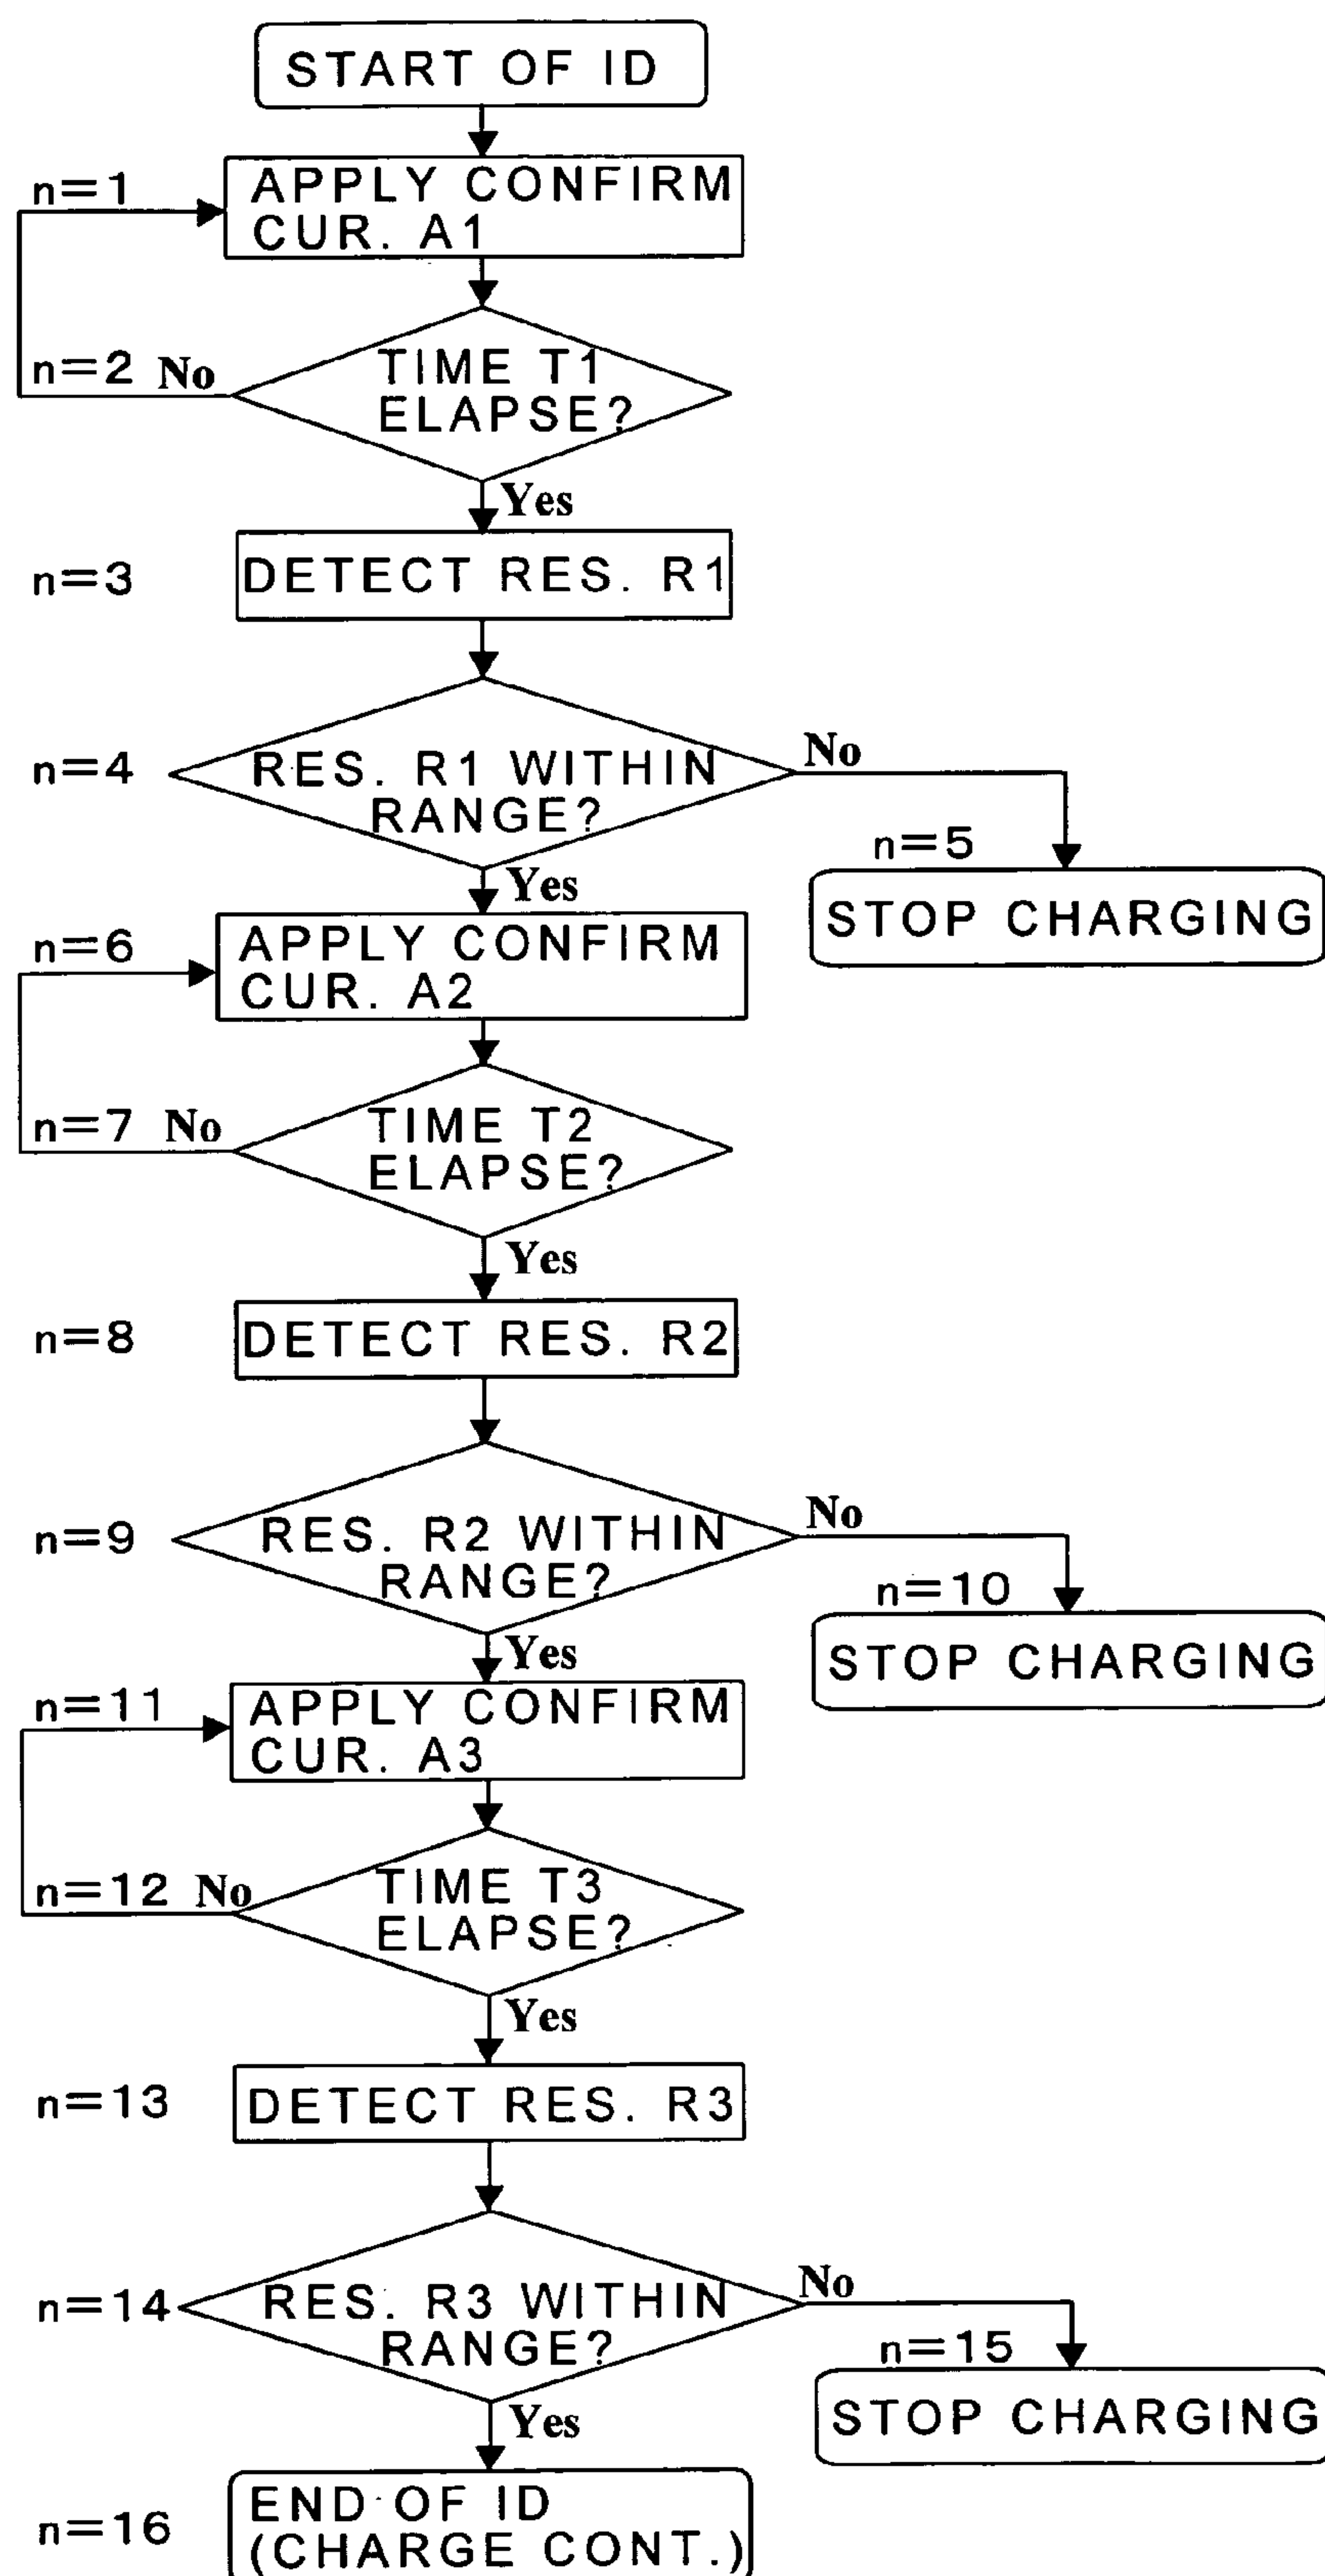 START OF ID
n=1
APPLY CONFIRM
CUR. A1
n=2 No
TIME T1
ELAPSE?
Yes
n=3
DETECT RES. R1
n=4
RES. R1 WITHIN
RANGE?
No
n=5
STOP CHARGING
Yes
n=6
APPLY CONFIRM
CUR. A2
n=7 No
TIME T2
ELAPSE?
Yes
n=8
DETECT RES. R2
n=9
RES. R2 WITHIN
RANGE?
No
n=10
STOP CHARGING
Yes
n=11
APPLY CONFIRM
CUR. A3
n=12 No
TIME T3
ELAPSE?
Yes
n=13
DETECT RES. R3
n=14
RES. R3 WITHIN
RANGE?
No
n=15
STOP CHARGING
Yes
n=16
END OF ID
(CHARGE CONT.)